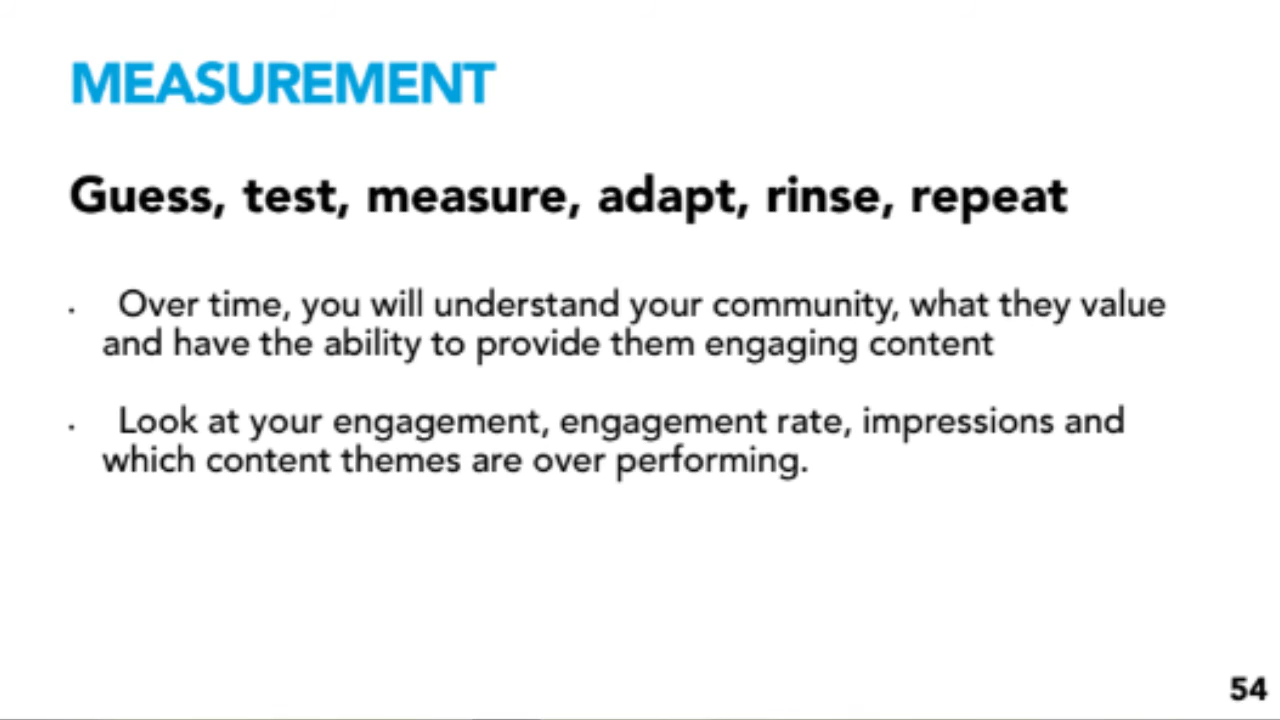 MEASUREMENT
Guess, test, measure, adapt, rinse, repeat
· Over time, you will understand your community, what they value
and have the ability to provide them engaging content
· Look at your engagement, engagement rate, impressions and
which content themes are over performing.
54